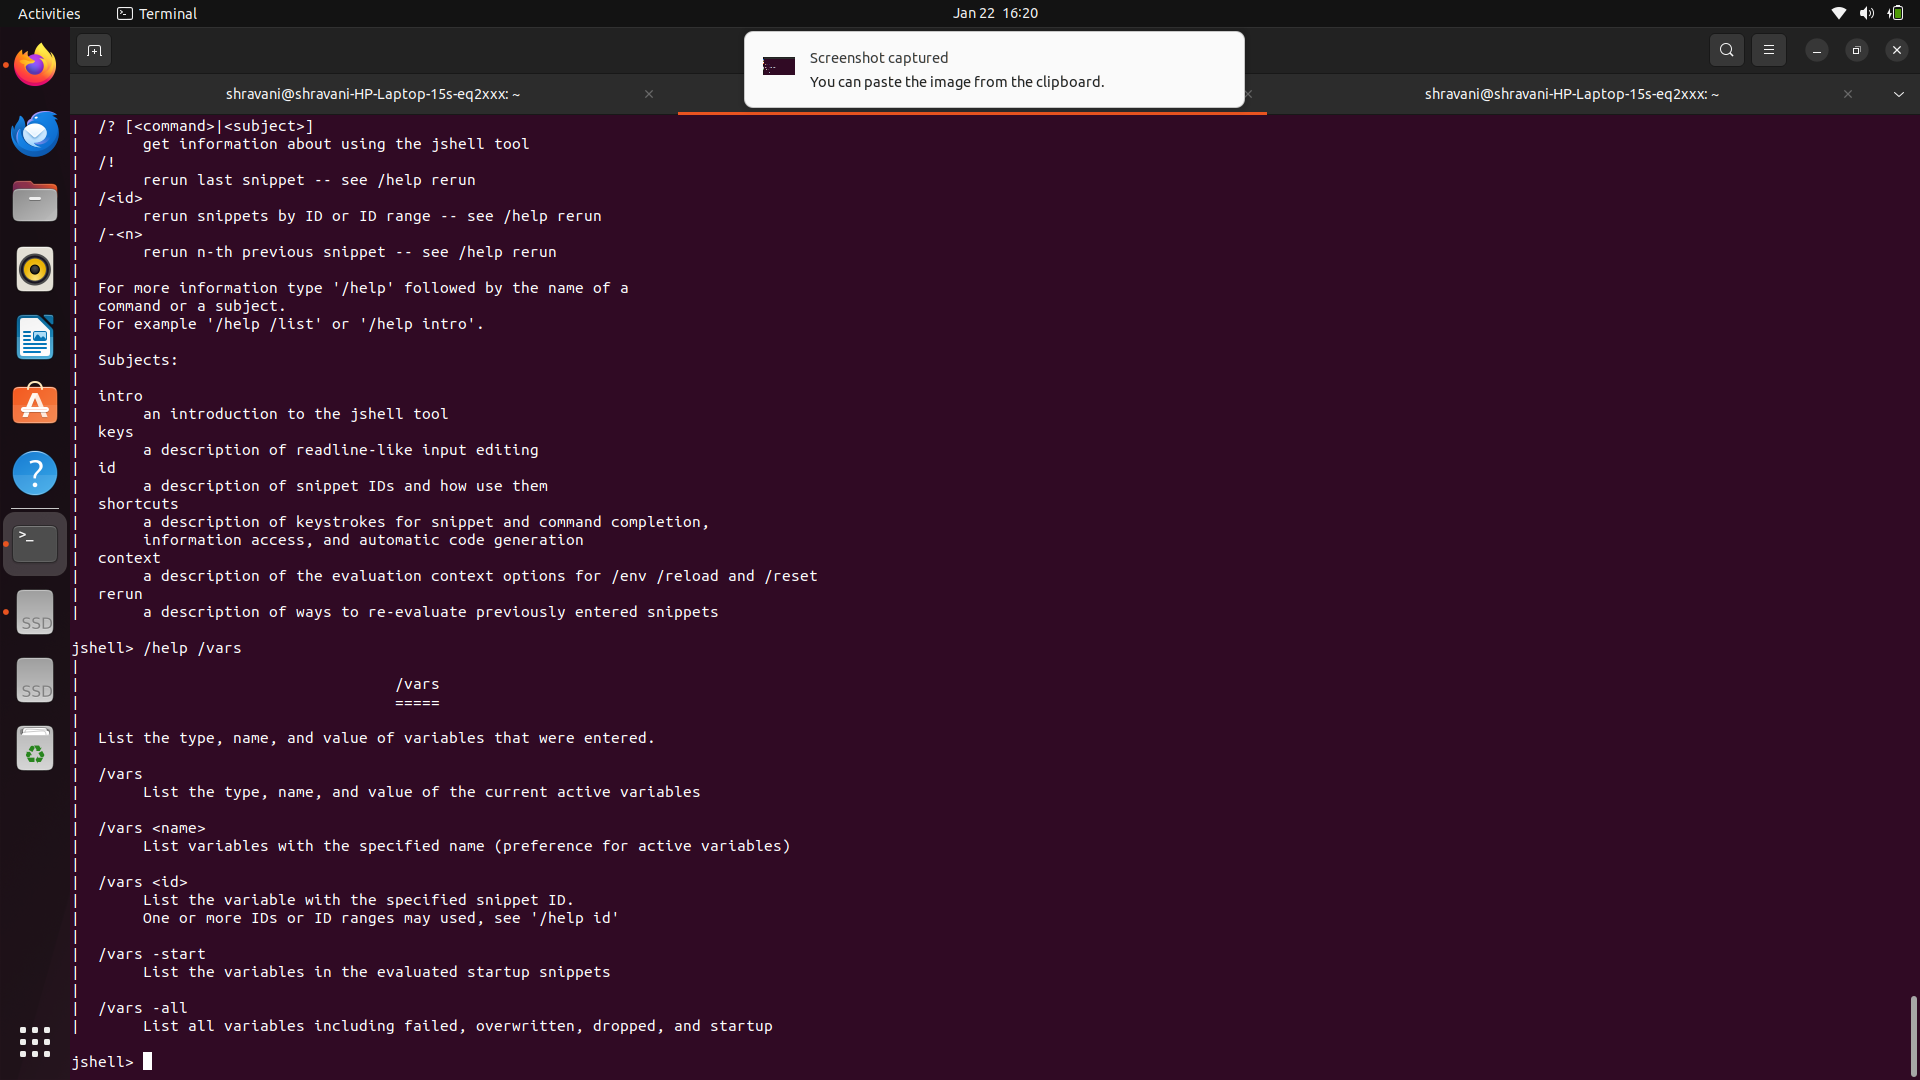 Activities
Terminal
Jan 22 16:20
Screenshot captured
You can paste the image from the clipboard.
shravani@shravani-HP-Laptop-15s-eq2xxx: ~
shravani@shravani-HP-Laptop-15s-eq2xxx: ~
| /? [<command>|<subject>]
| get information about using the jshell tool
| /!
| rerun last snippet -- see /help rerun
| /<id>
| rerun snippets by ID or ID range -- see /help rerun
| /-<n>
| rerun n-th previous snippet -- see /help rerun
|
| For more information type '/help' followed by the name of a
| command or a subject.
| For example '/help /list' or '/help intro'.
|
| Subjects:
|
| intro
| an introduction to the jshell tool
| keys
| a description of readline-like input editing
| id
| a description of snippet IDs and how use them
| shortcuts
| a description of keystrokes for snippet and command completion,
| information access, and automatic code generation
| context
| a description of the evaluation context options for /env /reload and /reset
| rerun
| a description of ways to re-evaluate previously entered snippets
jshell> /help /vars
|
| /vars
| =====
|
| List the type, name, and value of variables that were entered.
|
| /vars
| List the type, name, and value of the current active variables
|
| /vars <name>
| List variables with the specified name (preference for active variables)
|
| /vars <id>
| List the variable with the specified snippet ID.
| One or more IDs or ID ranges may used, see '/help id'
|
| /vars -start
| List the variables in the evaluated startup snippets
|
| /vars -all
| List all variables including failed, overwritten, dropped, and startup
jshell>
SSD
SSD